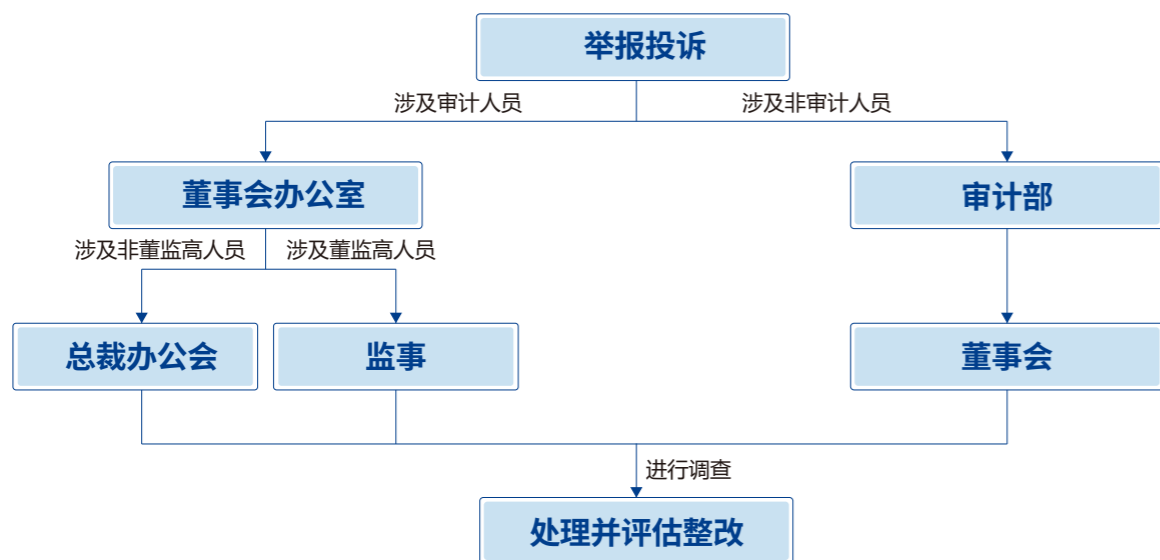 举报投诉
涉及审计人员
涉及非审计人员
董事会办公室
审计部
涉及非董监高人员
涉及董监高人员
总裁办公会
监事
董事会
进行调查
处理并评估整改